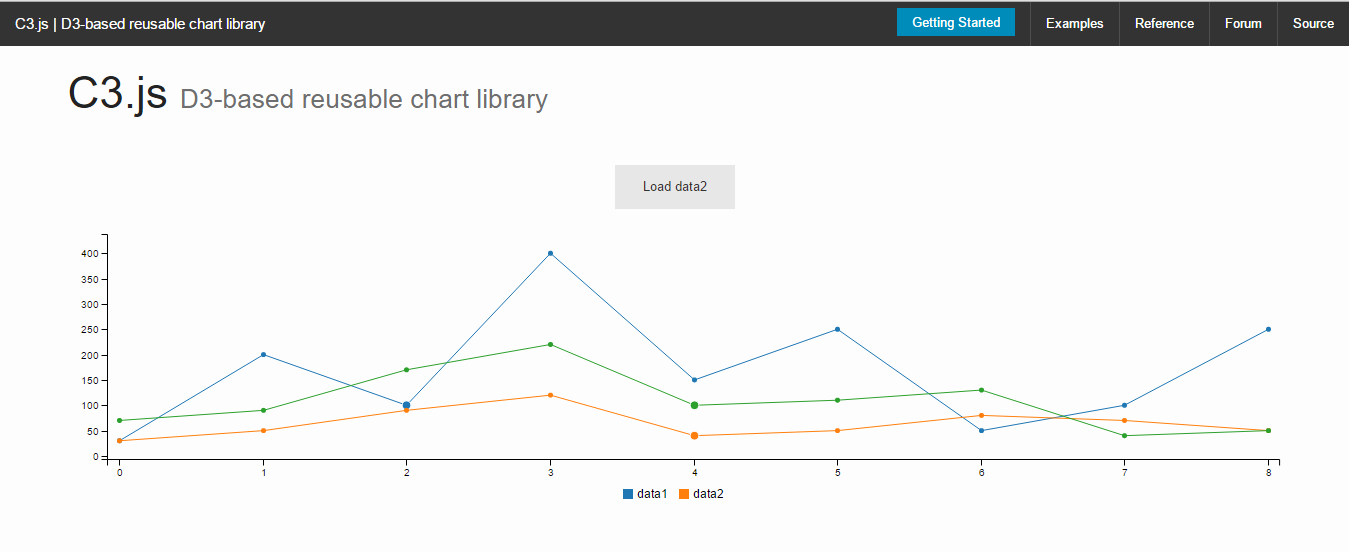 C3.js | D3-based reusable chart library
Getting Started
Examples
Reference
Forum
Source
C3.js D3-based reusable chart library
Load data2
400
350
300
250
200
150
100
50
0
0 1 2 3 4 5 6 7 8
data1 data2